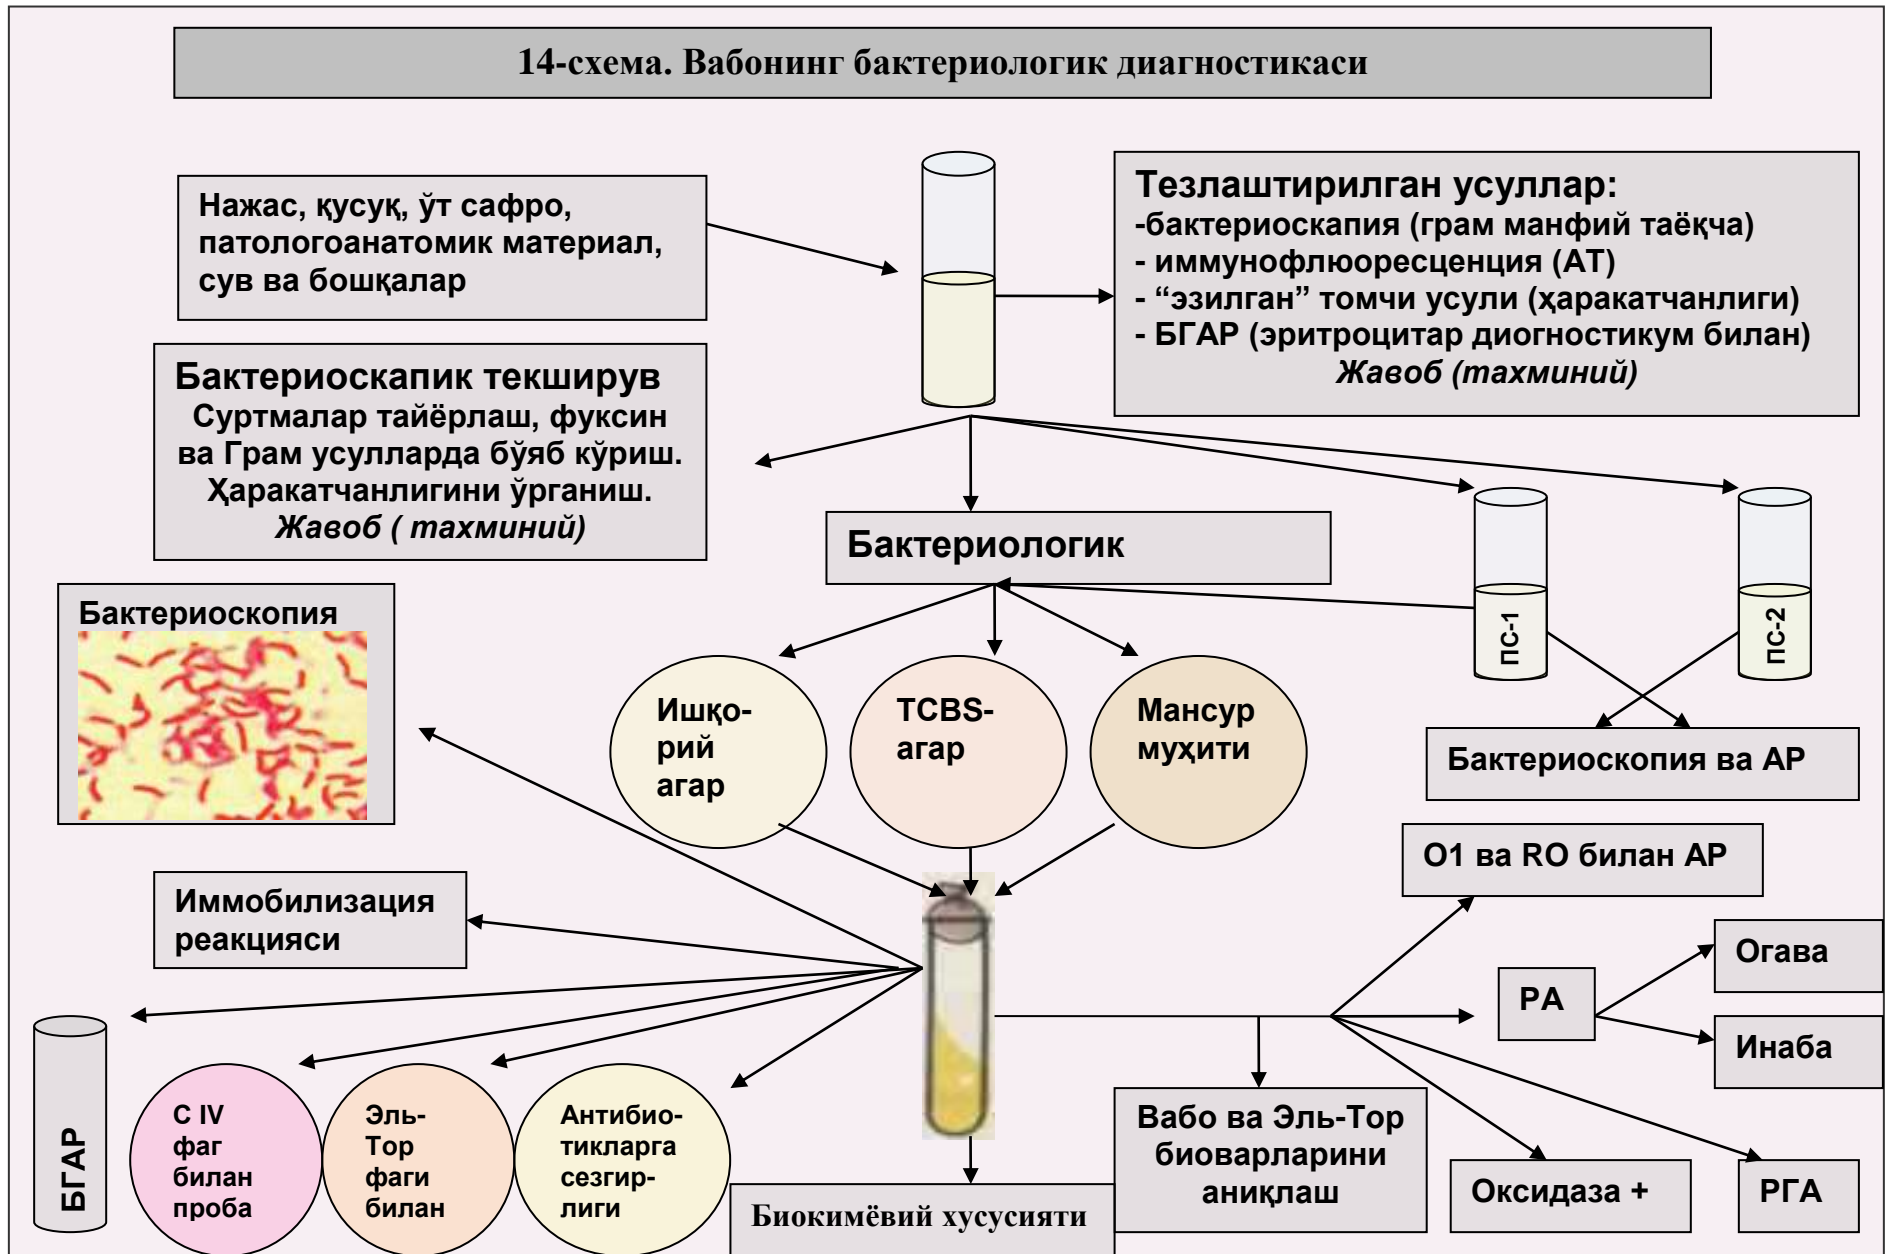 14-схема. Вабонинг бактериологик диагностикаси
Нажас, қусуқ, ўт сафро,
патологоанатомик материал,
сув ва бошқалар
Тезлаштирилган усуллар:
-бактериоскапия (грам манфий таёқча)
- иммунофлюоресценция (АТ)
- “эзилган” томчи усули (ҳаракатчанлиги)
- БГАР (эритроцитар диогностикум билан)
Жавоб (тахминий)
Бактериоскапик текширув
Суртмалар тайёрлаш, фуксин
ва Грам усулларда бўяб кўриш.
Ҳаракатчанлигини ўрганиш.
Жавоб ( тахминий)
Бактериологик
ПС-1
ПС-2
Бактериоскопия
Ишқо-
рий
агар
TCBS-
агар
Мансур
муҳити
Бактериоскопия ва АР
О1 ва RO билан АР
Иммобилизация
реакцияси
РА
Огава
Инаба
БГАР
С IV
фаг
билан
проба
Эль-
Тор
фаги
билан
Антибио-
тикларга
сезгир-
лиги
Биокимёвий хусусияти
Вабо ва Эль-Тор
биоварларини
аниқлаш
Оксидаза +
РГА